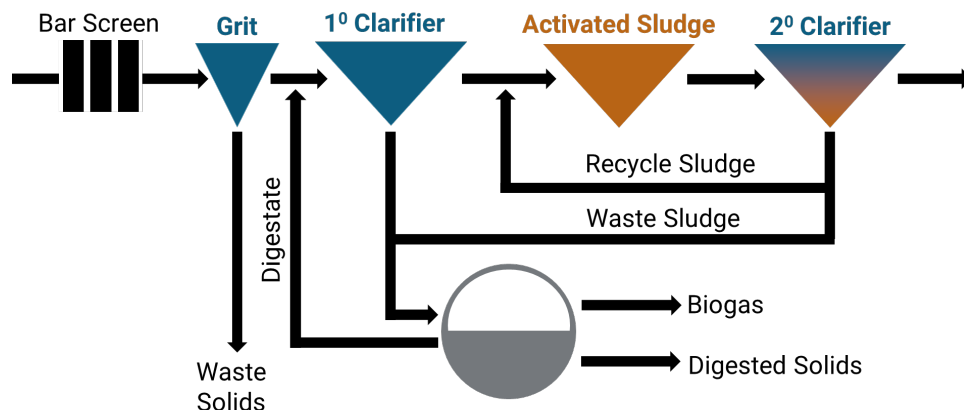 Bar Screen
Grit
1⁰ Clarifier
Activated Sludge
2⁰ Clarifier
Recycle Sludge
Waste Sludge
Digestate
Biogas
Digested Solids
Waste
Solids